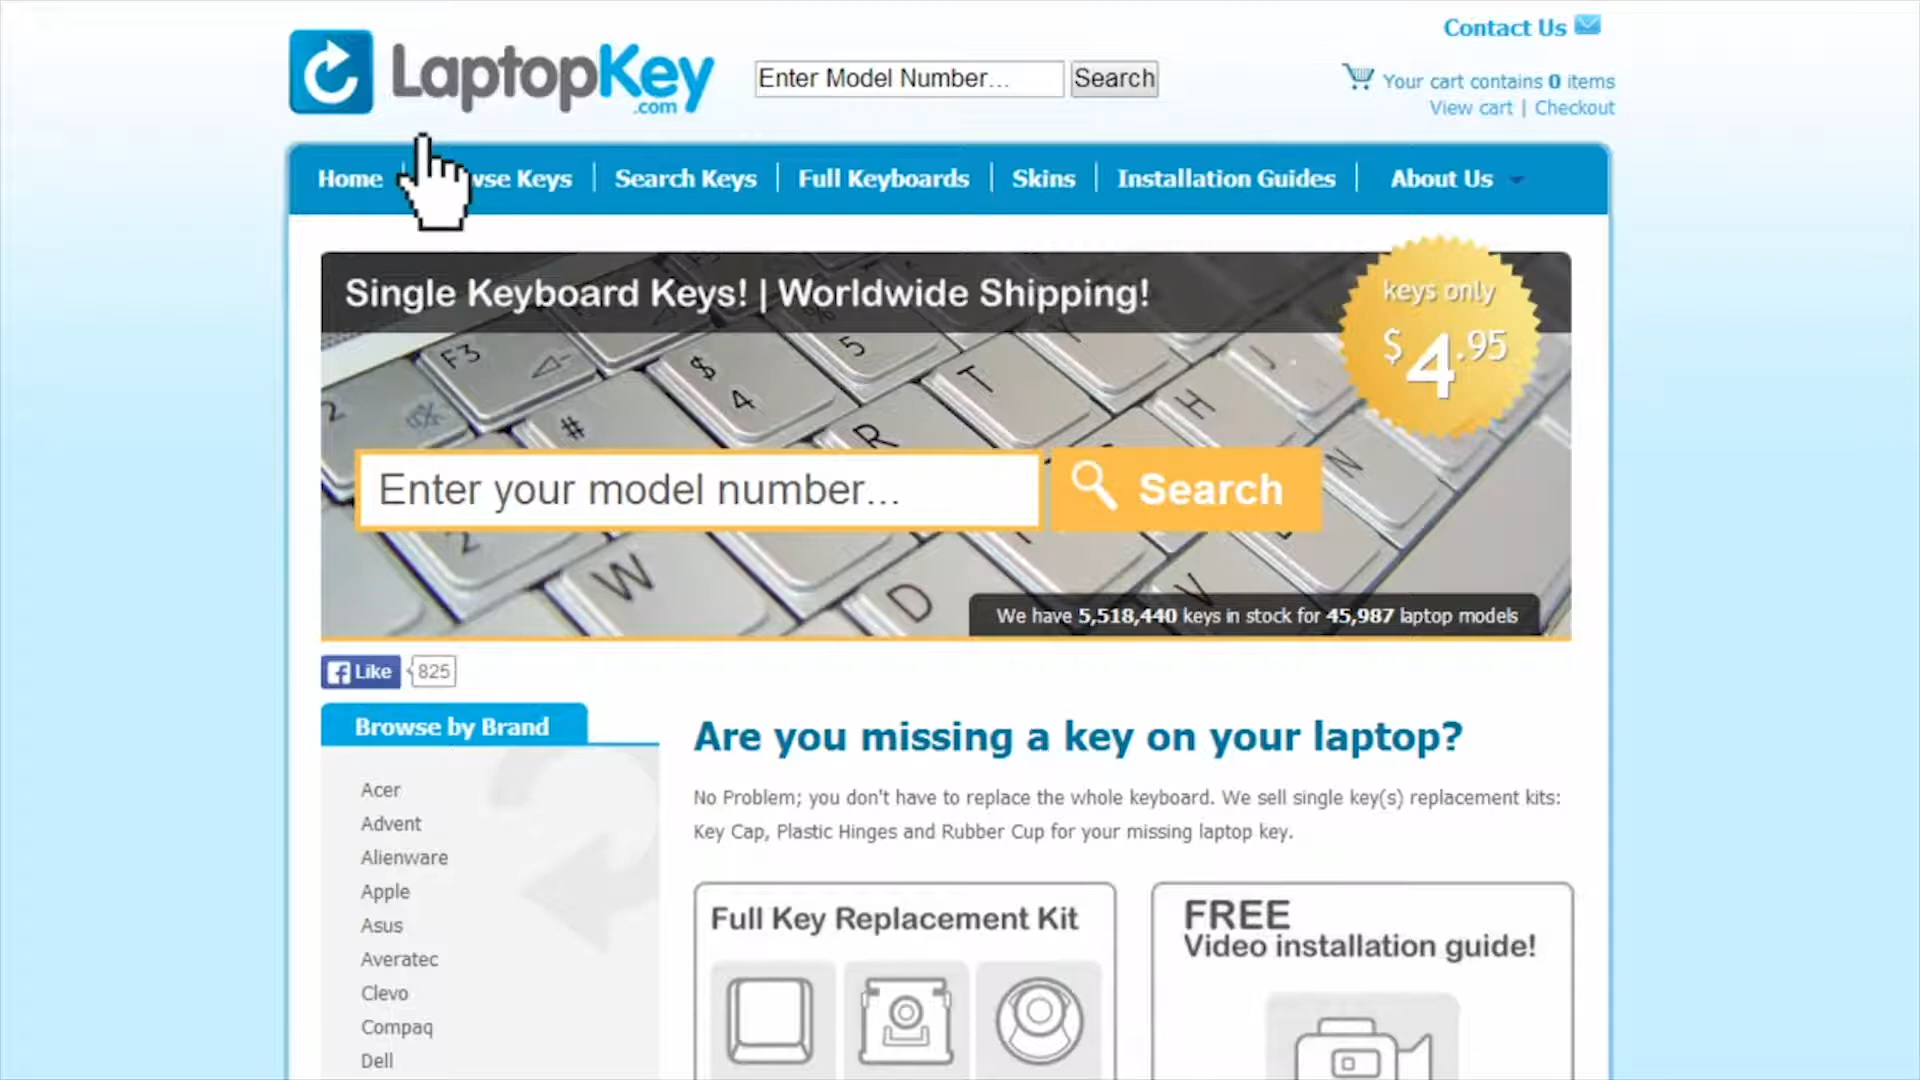 Contact Us
LaptopKey
.com
Enter Model Number...
Search
Your cart contains 0 items
View cart | Checkout
Home
wse Keys
Search Keys
Full Keyboards
Skins
Installation Guides
About Us
Single Keyboard Keys! | Worldwide Shipping!
keys only
$4.95
F3
$
4
5
T
J
2
#
R
H
N
Enter your model number...
Search
Z
W
D
V
We have 5,518,440 keys in stock for 45,987 laptop models
Like
825
Browse by Brand
Are you missing a key on your laptop?
Acer
No Problem; you don't have to replace the whole keyboard. We sell single key(s) replacement kits:
Advent
Key Cap, Plastic Hinges and Rubber Cup for your missing laptop key.
Alienware
Apple
Asus
Averatec
Clevo
Compaq
Dell
Full Key Replacement Kit
FREE
Video installation guide!